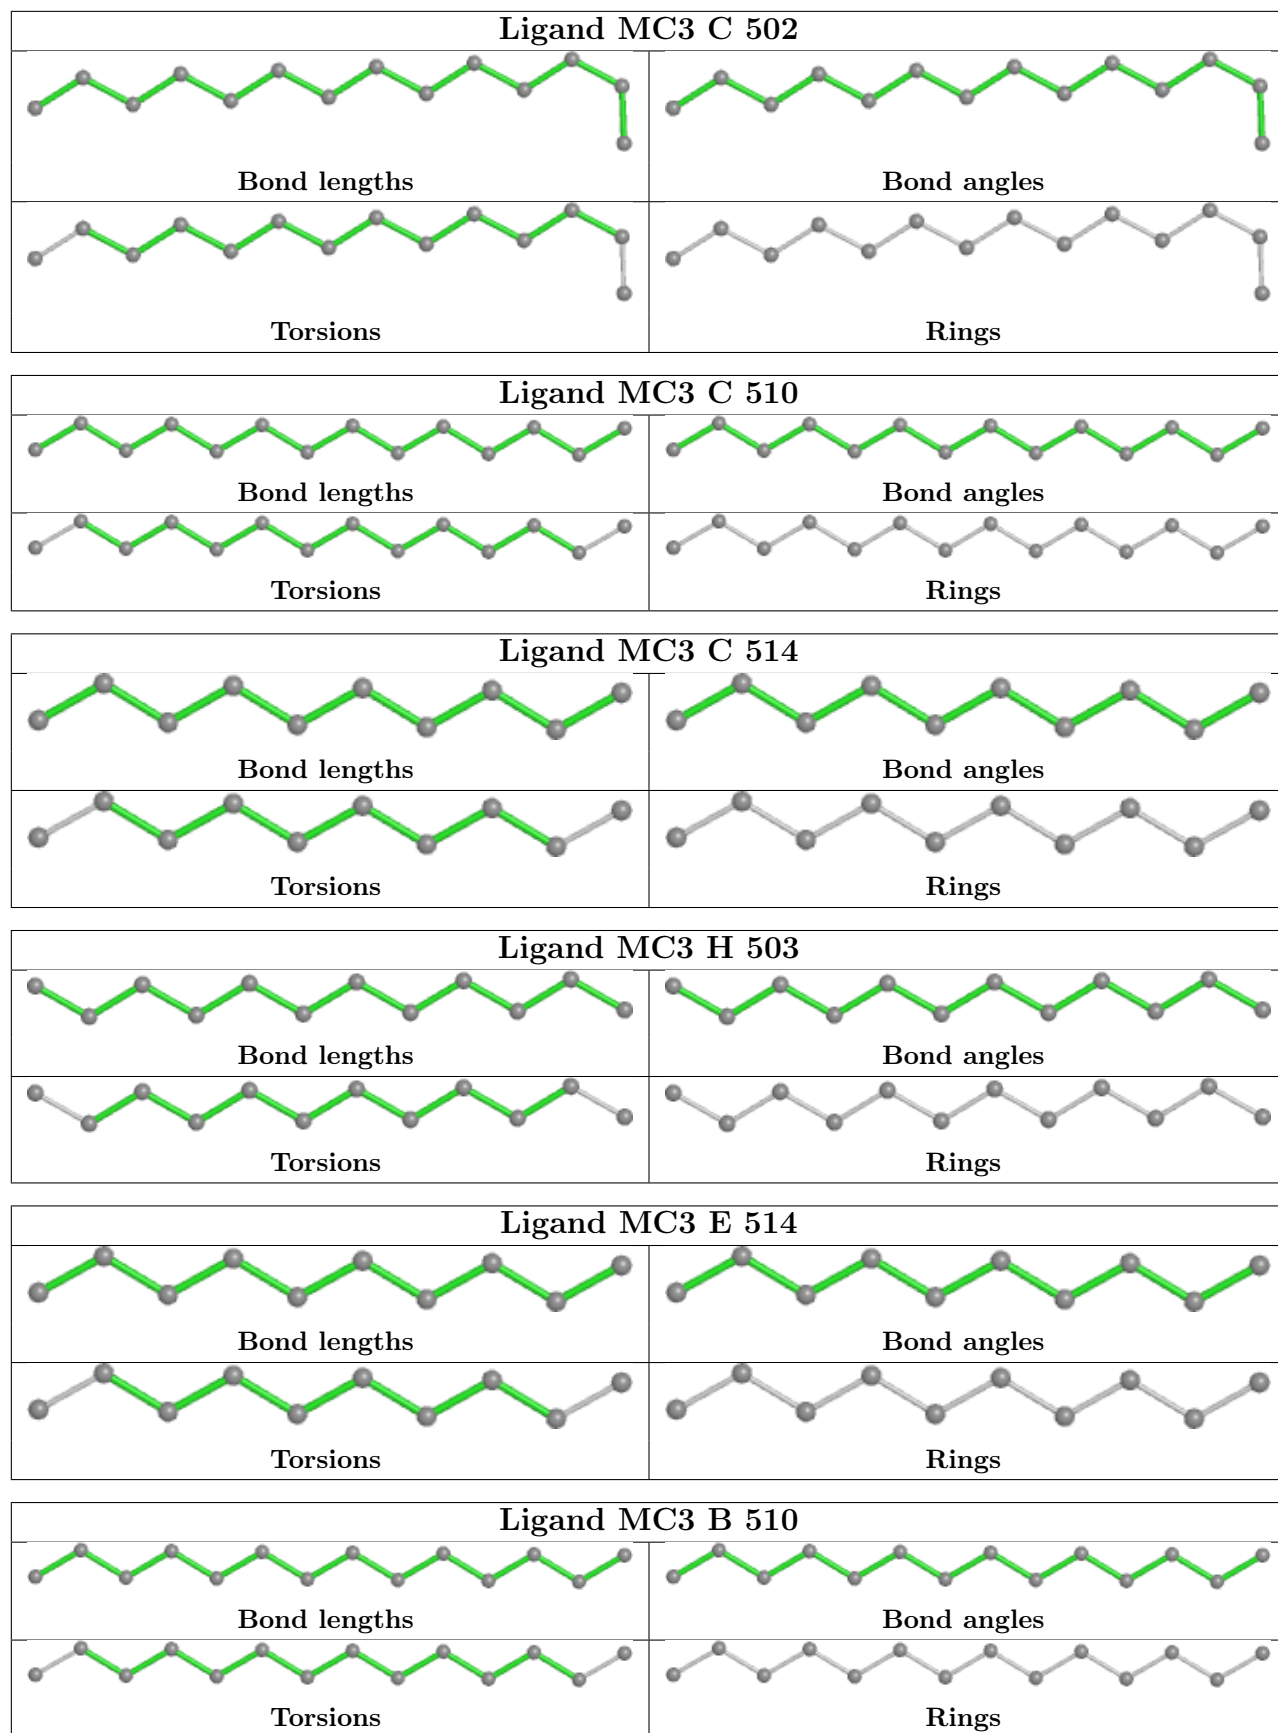 Ligand MC3 C 502
Bond lengths Bond angles
Torsions Rings
Ligand MC3 C 510
Bond lengths Bond angles
Torsions Rings
Ligand MC3 C 514
Bond lengths Bond angles
Torsions Rings
Ligand MC3 H 503
Bond lengths Bond angles
Torsions Rings
Ligand MC3 E 514
Bond lengths Bond angles
Torsions Rings
Ligand MC3 B 510
Bond lengths Bond angles
Torsions Rings